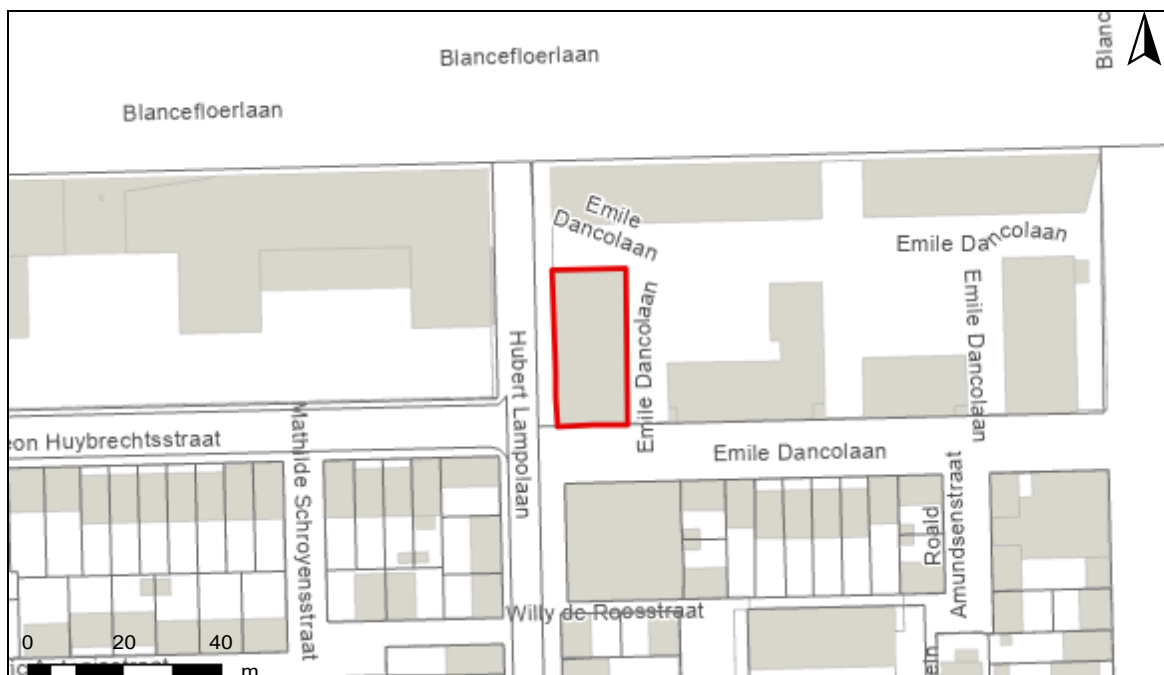 Blancefloerlaan
Blancefloerlaan
Blanc
Emile
Dancolaan
Emile Dancolaan
Emile Dancolaan
Emile Dancolaan
Hubert Lampolaan
Mathilde Schroyensstraat
eon Huybrechtsstraat
Emile Dancolaan
Roald
Amundsenstraat
Willy de Roosstraat
ein
0 20 40
m